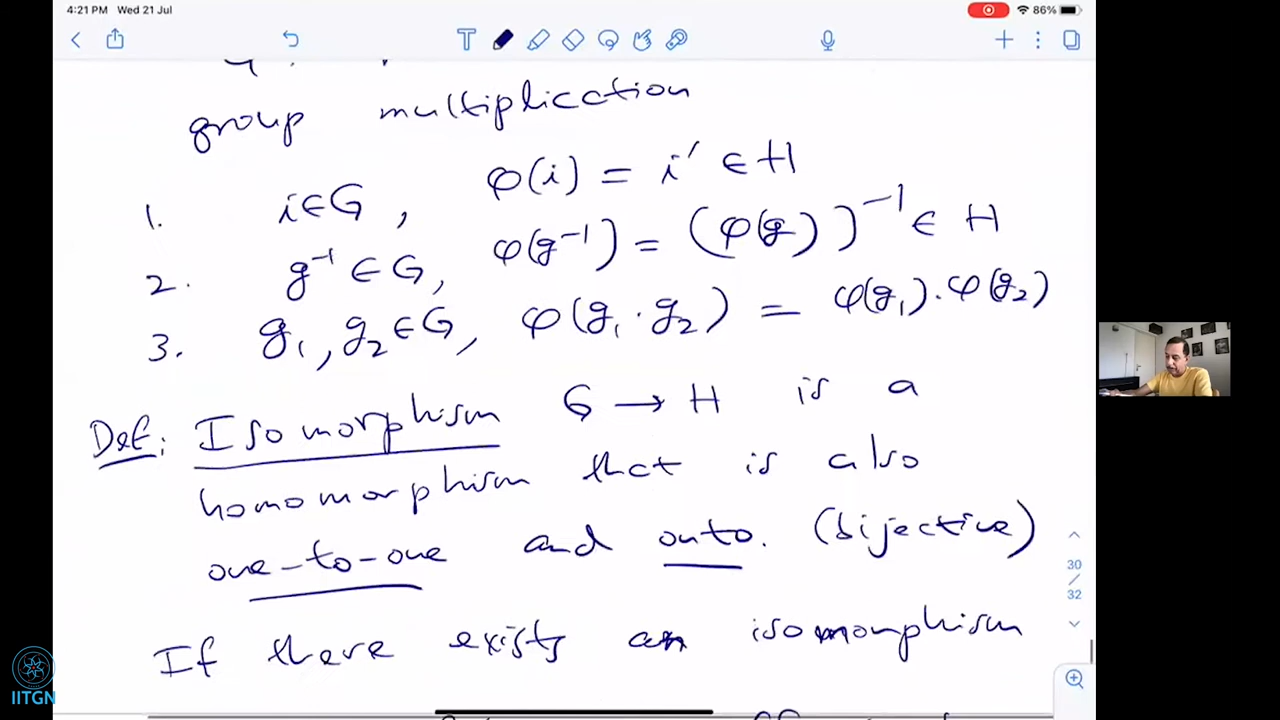 4:21 PM Wed 21 Jul
86%
group multiplication
1. i∈G, φ(i) = i′ ∈ H
2. g⁻¹ ∈ G, φ(g⁻¹) = (φ(g))⁻¹ ∈ H
3. g₁, g₂ ∈ G, φ(g₁ · g₂) = φ(g₁) · φ(g₂)
Def: Isomorphism G → H is a
homomorphism that is also
one-to-one and onto. (bijective)
If there exists an isomorphism
30
/
32
IITGN